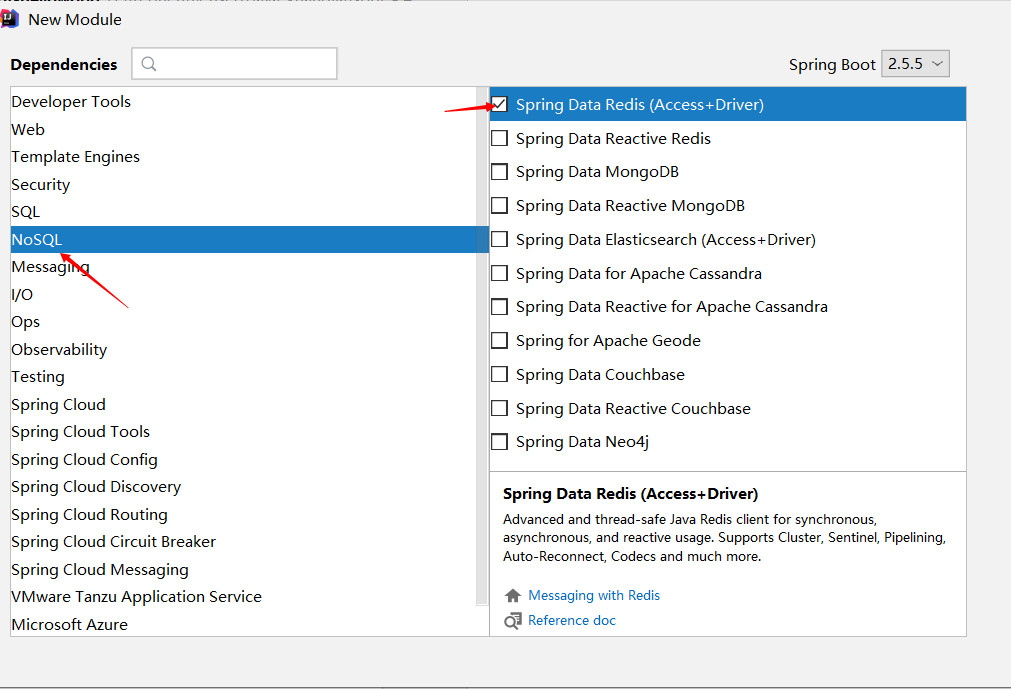 New Module
Dependencies
Spring Boot 2.5.5
Developer Tools
Web
Template Engines
Security
SQL
NoSQL
Messaging
I/O
Ops
Observability
Testing
Spring Cloud
Spring Cloud Tools
Spring Cloud Config
Spring Cloud Discovery
Spring Cloud Routing
Spring Cloud Circuit Breaker
Spring Cloud Messaging
VMware Tanzu Application Service
Microsoft Azure
Spring Data Redis (Access+Driver)
Spring Data Reactive Redis
Spring Data MongoDB
Spring Data Reactive MongoDB
Spring Data Elasticsearch (Access+Driver)
Spring Data for Apache Cassandra
Spring Data Reactive for Apache Cassandra
Spring for Apache Geode
Spring Data Couchbase
Spring Data Reactive Couchbase
Spring Data Neo4j
Spring Data Redis (Access+Driver)
Advanced and thread-safe Java Redis client for synchronous,
asynchronous, and reactive usage. Supports Cluster, Sentinel, Pipelining,
Auto-Reconnect, Codecs and much more.
Messaging with Redis
Reference doc